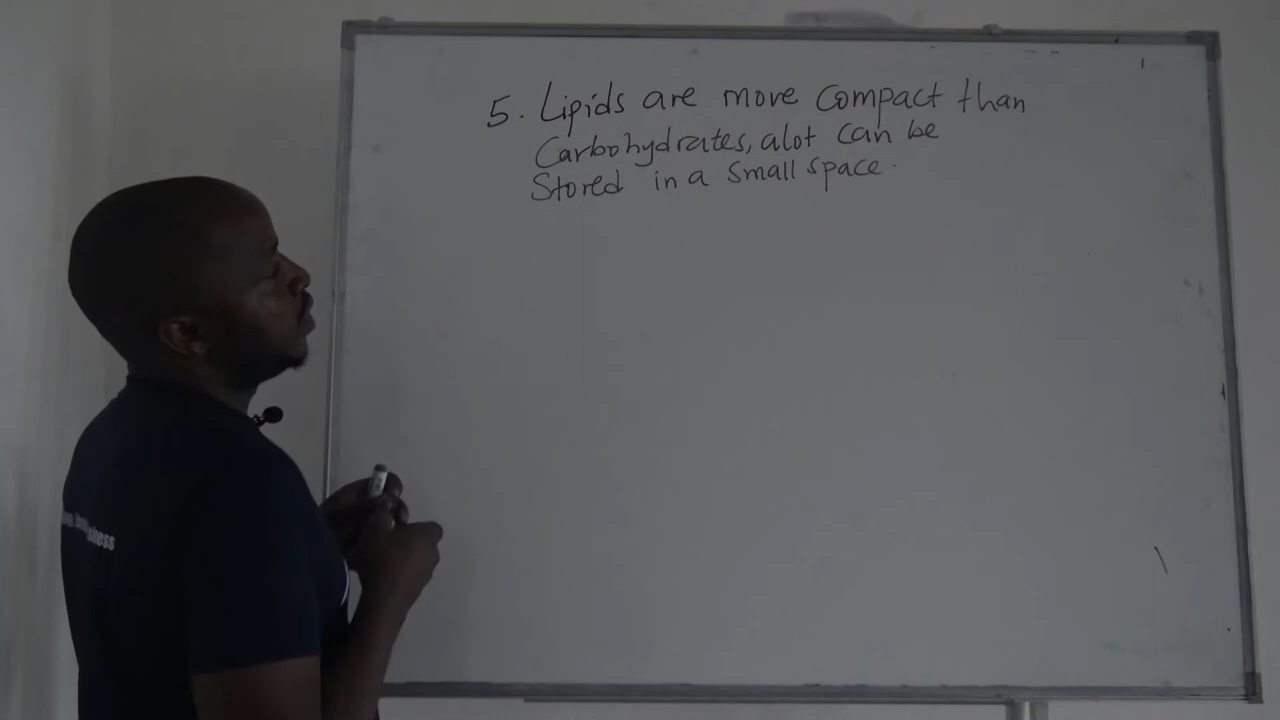 5. Lipids are more compact than
Carbohydrates, alot can be
Stored in a small space.